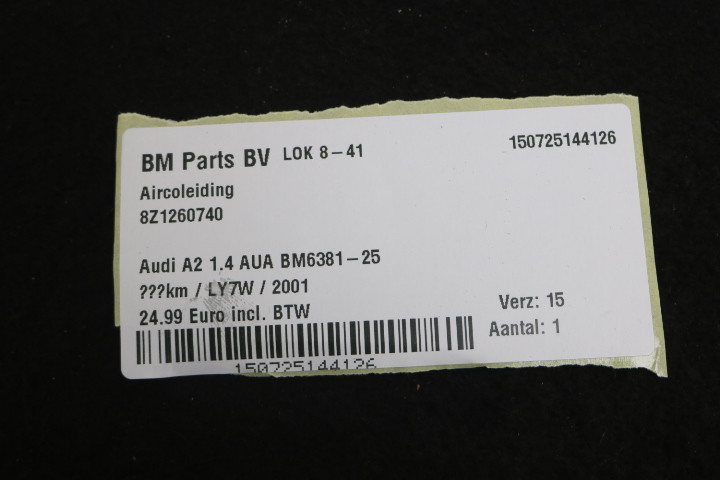 BM Parts BV LOK 8-41 150725144126
Aircoleiding
8Z1260740
Audi A2 1.4 AUA BM6381-25
???km / LY7W / 2001
24.99 Euro incl. BTW
Verz: 15
Aantal: 1
150725144126